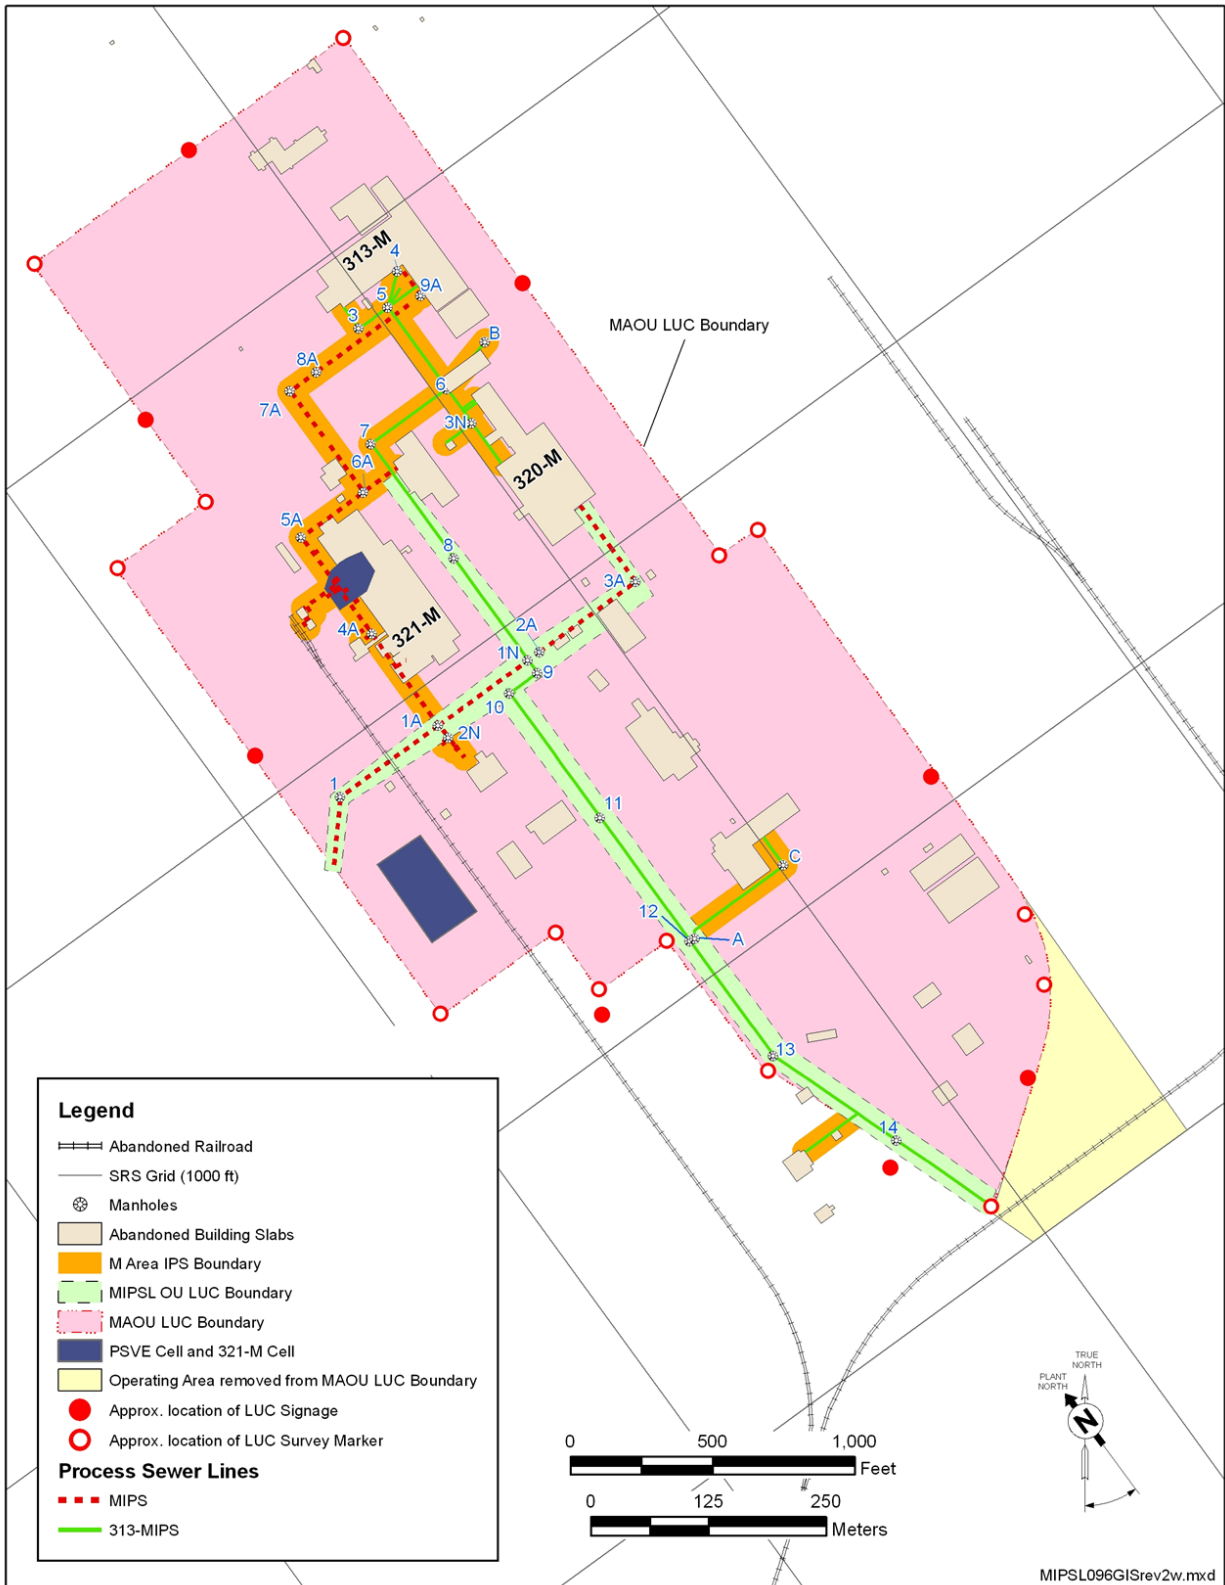 313-M
4
9A
5
3
B
MAOU LUC Boundary
8A
6
7A
3N
7
6A
320-M
5A
8
3A
4A
321-M
2A
1N
9
10
1A
2N
1
11
C
12
A
13
14
Legend
Abandoned Railroad
SRS Grid (1000 ft)
Manholes
Abandoned Building Slabs
M Area IPS Boundary
MIPSL OU LUC Boundary
MAOU LUC Boundary
PSVE Cell and 321-M Cell
Operating Area removed from MAOU LUC Boundary
Approx. location of LUC Signage
Approx. location of LUC Survey Marker
Process Sewer Lines
MIPS
313-MIPS
TRUE
NORTH
PLANT
NORTH
N
0 500 1,000
Feet
0 125 250
Meters
MIPSL096GISrev2w.mxd